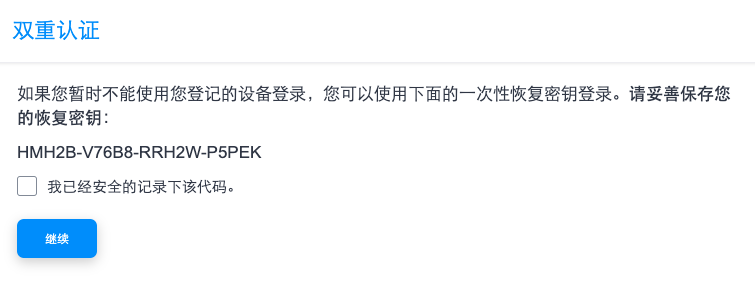 双重认证
如果您暂时不能使用您登记的设备登录，您可以使用下面的一次性恢复密钥登录。请妥善保存您
的恢复密钥：
HMH2B-V76B8-RRH2W-P5PEK
我已经安全的记录下该代码。
继续